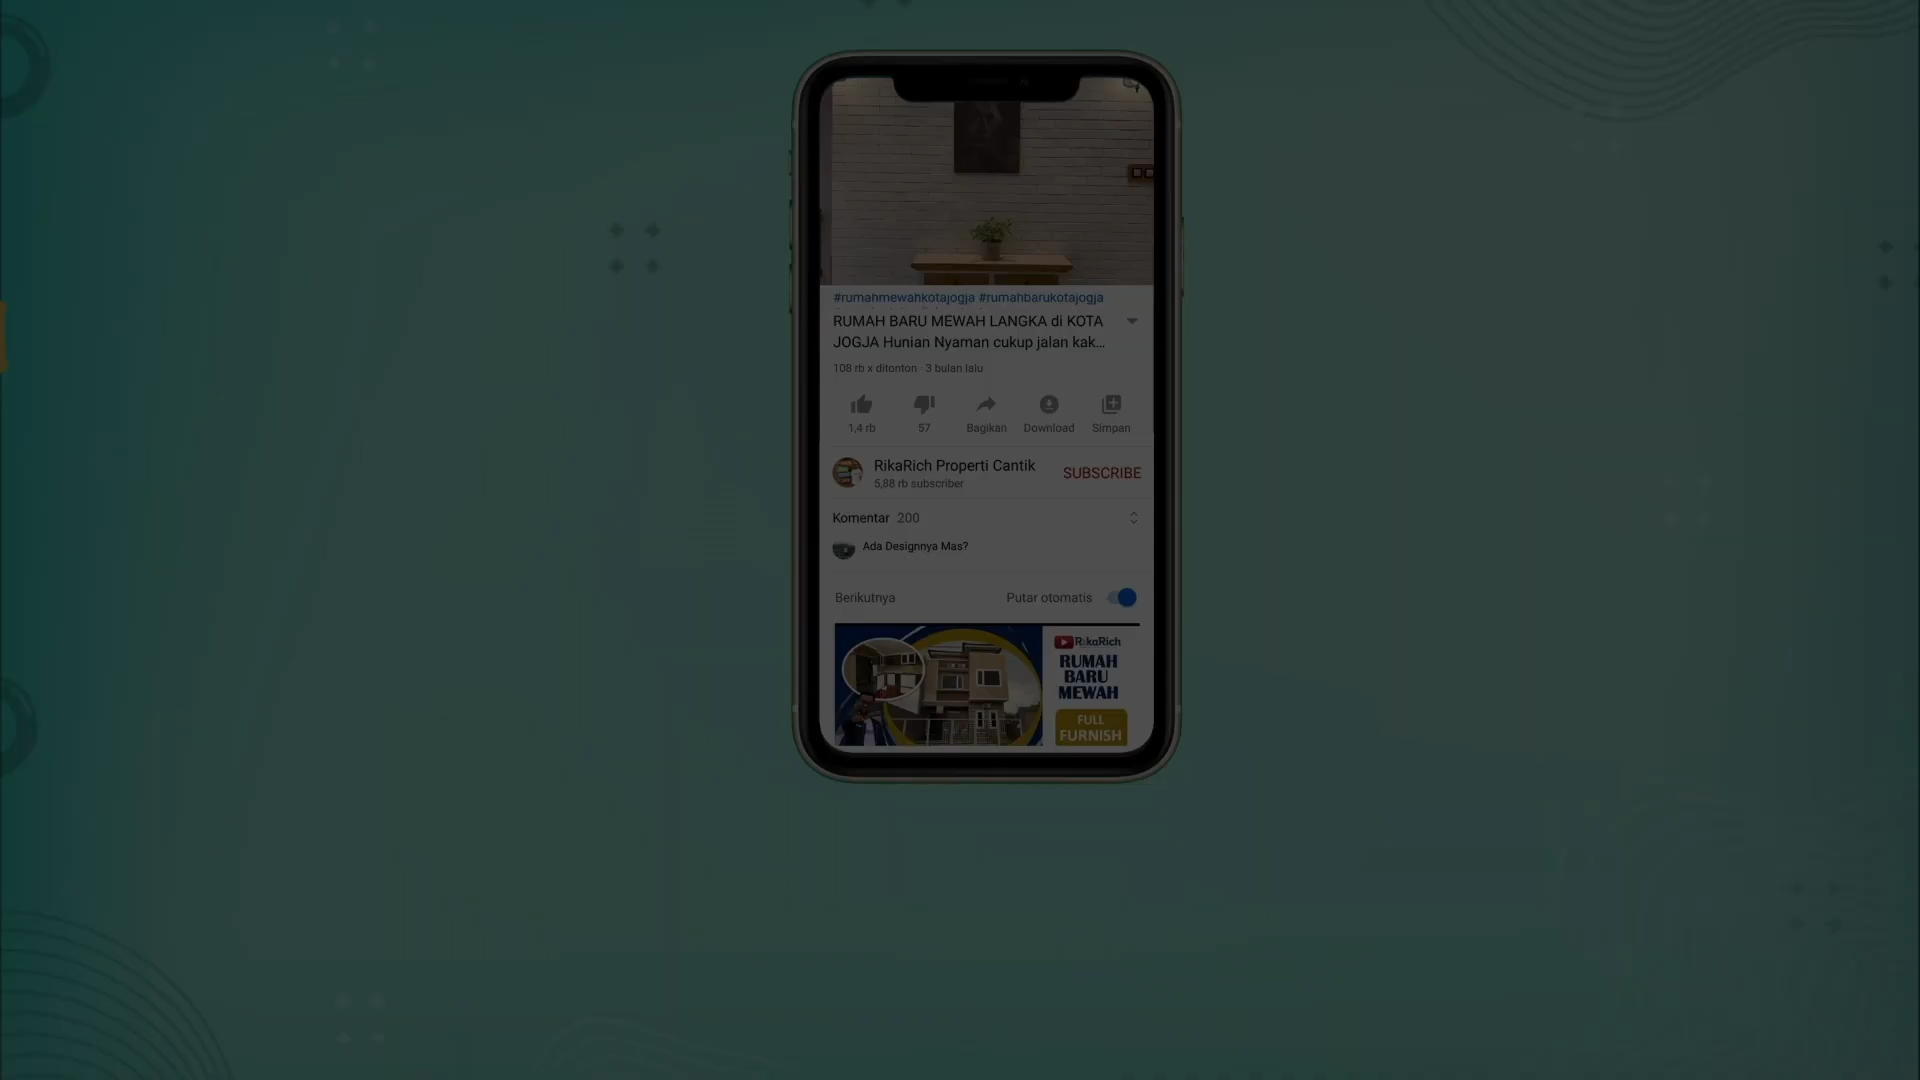 #rumahmewahkotajogja #rumahbarukotajogja
RUMAH BARU MEWAH LANGKA di KOTA
JOGJA Hunian Nyaman cukup jalan kak...
108 rb x ditonton · 3 bulan lalu
1,4 rb
57
Bagikan
Download
Simpan
RikaRich Properti Cantik
SUBSCRIBE
5,88 rb subscriber
Komentar 200
Ada Designnya Mas?
Berikutnya
Putar otomatis
RikaRich
RUMAH
BARU
MEWAH
FULL
FURNISH